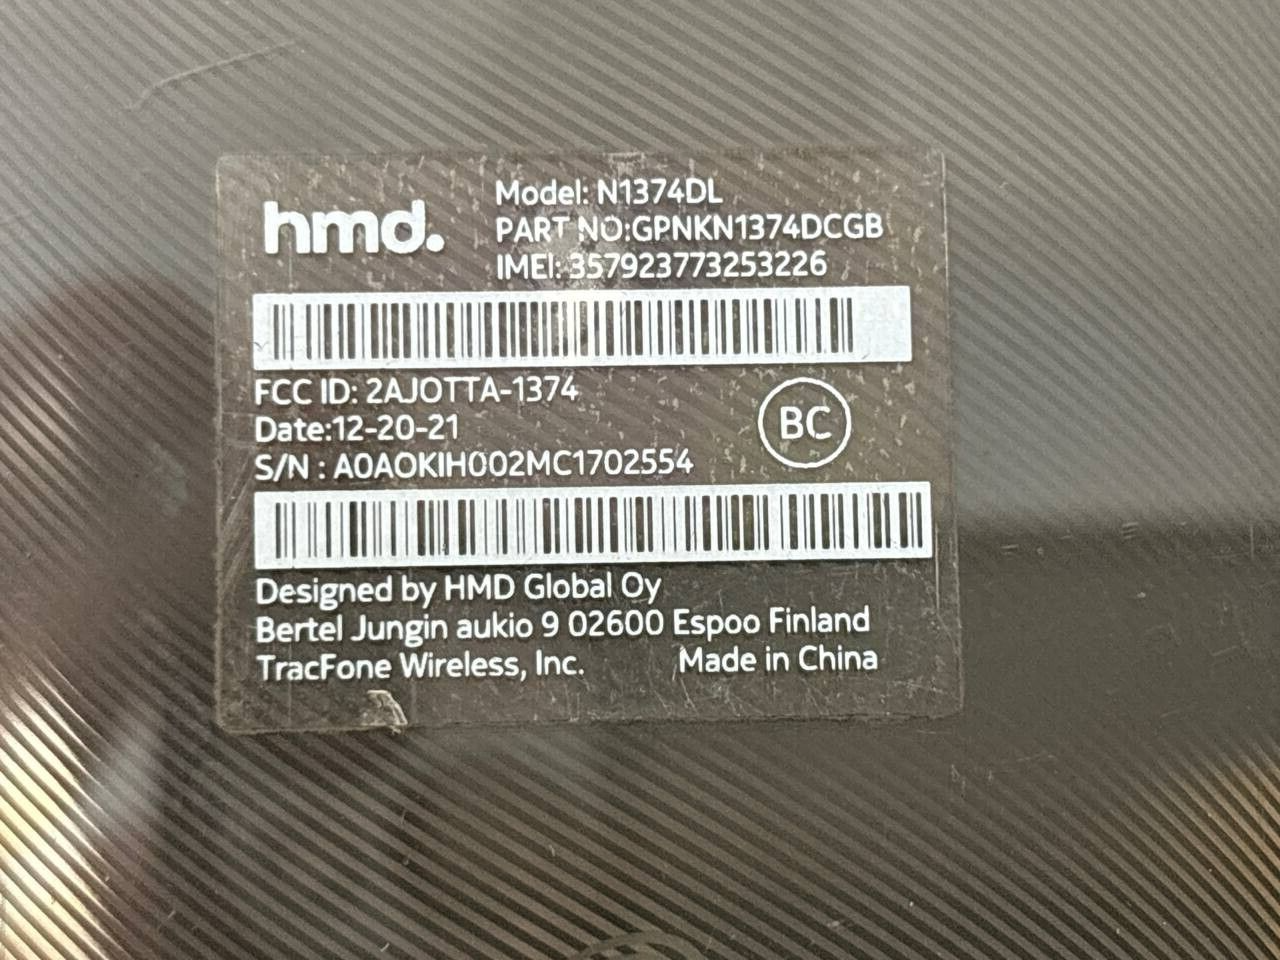 hmd.
Model: N1374DL
PART NO:GPNKN1374DCGB
IMEI: 357923773253226
FCC ID: 2AJOTTA-1374
Date:12-20-21
BC
S/N : A0AOKIH002MC1702554
Designed by HMD Global Oy
Bertel Jungin aukio 9 02600 Espoo Finland
TracFone Wireless, Inc. Made in China